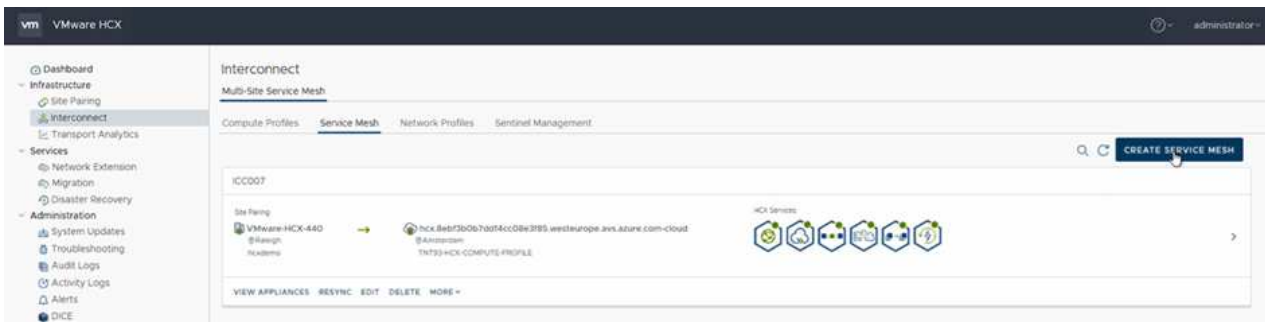 vm VMware HCX
administrator
Dashboard
Infrastructure
Site Pairing
Interconnect
Transport Analytics
Services
Network Extension
Migration
Disaster Recovery
Administration
System Updates
Troubleshooting
Audit Logs
Activity Logs
Alerts
DICE
Interconnect
Multi-Site Service Mesh
Compute Profiles Service Mesh Network Profiles Sentinel Management
CREATE SERVICE MESH
ICC007
Site Pairing
VMware-HCX-440
@Raleigh
hcx.8ebf3b0b7dd14cc08e3185.westeurope.avs.azure.com-cloud
@Amsterdam
TNT93-HCX-COMPUTE-PROFILE
HCX Services
VIEW APPLIANCES RESYNC EDIT DELETE MORE